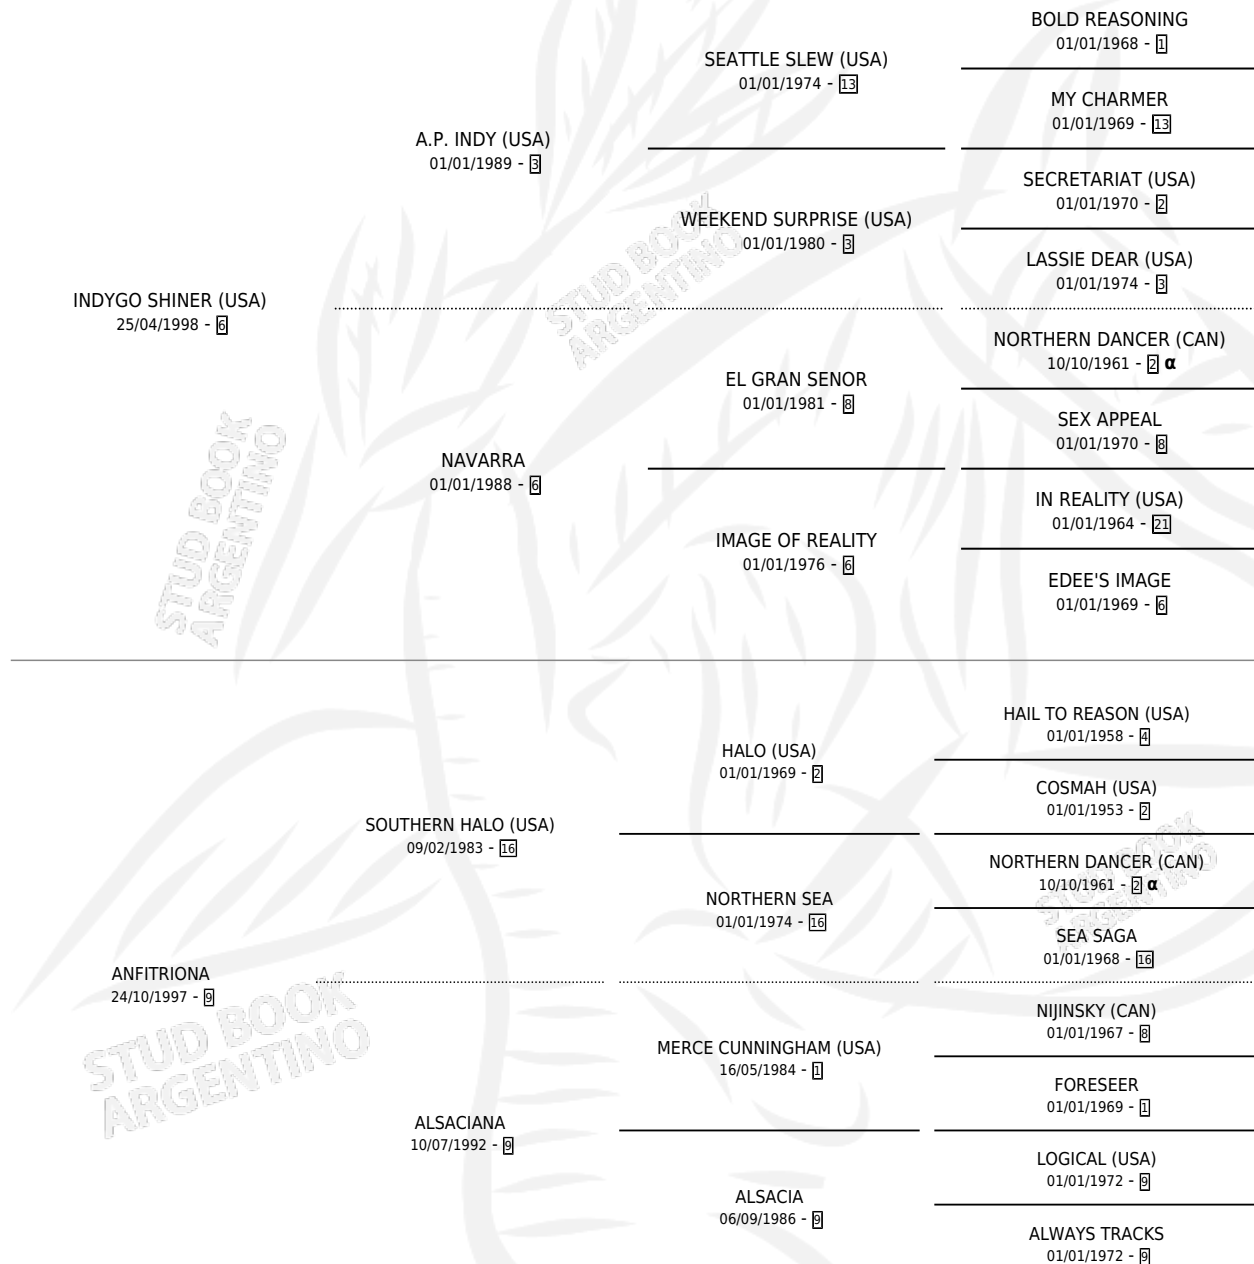 BOLD REASONING
01/01/1968 - 1
SEATTLE SLEW (USA)
01/01/1974 - 13
MY CHARMER
01/01/1969 - 13
A.P. INDY (USA)
01/01/1989 - 3
SECRETARIAT (USA)
01/01/1970 - 2
WEEKEND SURPRISE (USA)
01/01/1980 - 3
LASSIE DEAR (USA)
01/01/1974 - 3
INDYGO SHINER (USA)
25/04/1998 - 6
NORTHERN DANCER (CAN)
10/10/1961 - 2 α
EL GRAN SENOR
01/01/1981 - 8
SEX APPEAL
01/01/1970 - 8
NAVARRA
01/01/1988 - 6
IN REALITY (USA)
01/01/1964 - 21
IMAGE OF REALITY
01/01/1976 - 6
EDEE'S IMAGE
01/01/1969 - 6
HAIL TO REASON (USA)
01/01/1958 - 4
HALO (USA)
01/01/1969 - 2
COSMAH (USA)
01/01/1953 - 2
SOUTHERN HALO (USA)
09/02/1983 - 16
NORTHERN DANCER (CAN)
10/10/1961 - 2 α
NORTHERN SEA
01/01/1974 - 16
SEA SAGA
01/01/1968 - 16
ANFITRIONA
24/10/1997 - 9
NIJINSKY (CAN)
01/01/1967 - 8
MERCE CUNNINGHAM (USA)
16/05/1984 - 1
FORESEER
01/01/1969 - 1
ALSACIANA
10/07/1992 - 9
LOGICAL (USA)
01/01/1972 - 9
ALSACIA
06/09/1986 - 9
ALWAYS TRACKS
01/01/1972 - 9
STUD BOOK
ARGENTINO
STUD BOOK
ARGENTINO
STUD BOOK
ARGENTINO
STUD BOOK
ARGENTINO